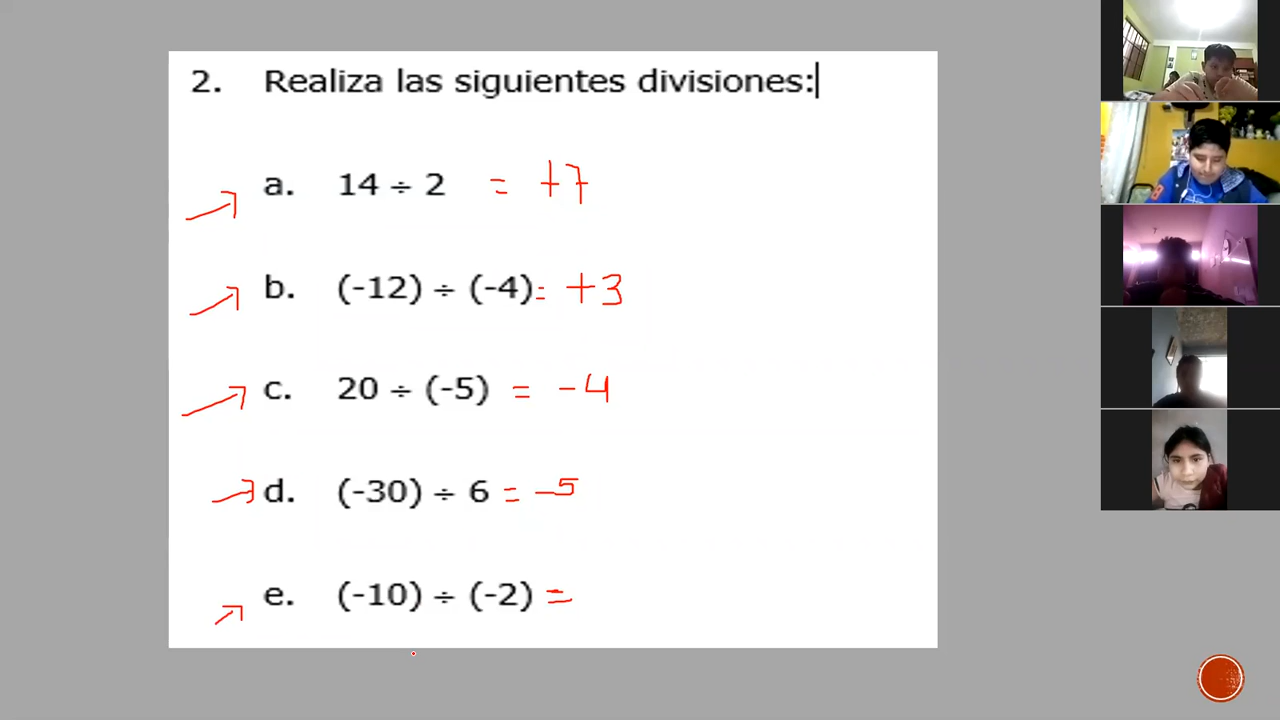 2. Realiza las siguientes divisiones:
a. 14 ÷ 2 = +7
b. (-12) ÷ (-4) = +3
c. 20 ÷ (-5) = -4
d. (-30) ÷ 6 = -5
e. (-10) ÷ (-2) =